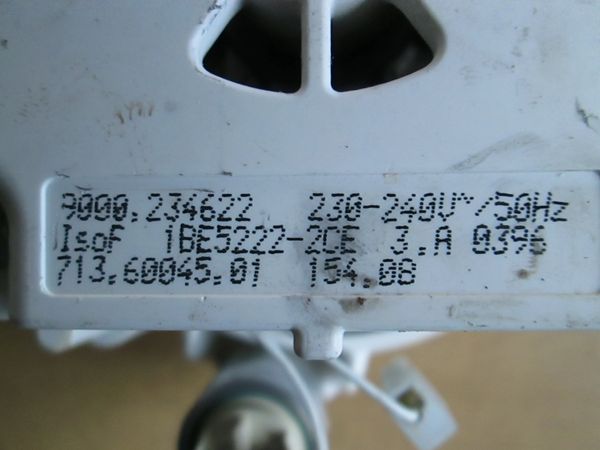 9000.234622 230-240V~/50Hz
IsoF 1BE5222-2CE 3.A 0396
713.60045.01 154.08